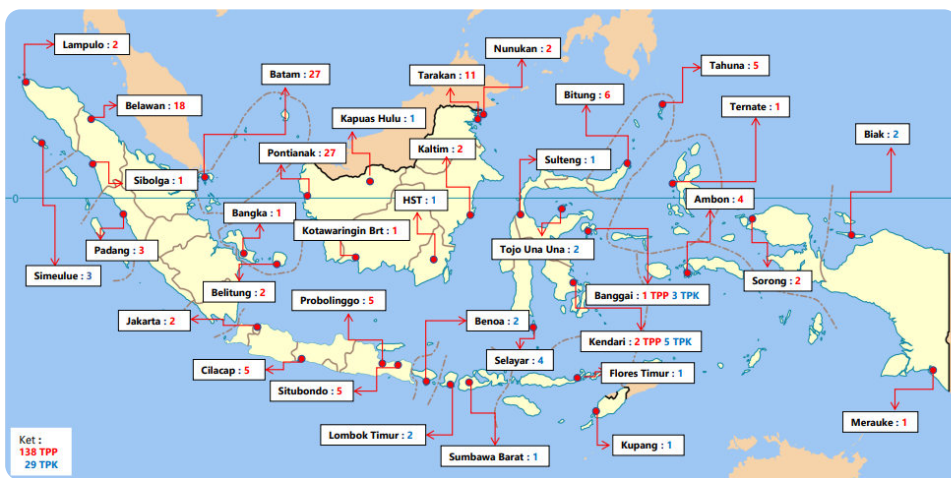 Lampulo : 2
Nunukan : 2
Batam : 27
Tarakan : 11
Tahuna : 5
Bitung : 6
Belawan : 18
Ternate : 1
Kapuas Hulu : 1
Biak : 2
Pontianak : 27
Kaltim : 2
Sulteng : 1
Sibolga : 1
HST : 1
Ambon : 4
0
Bangka : 1
Kotawaringin Brt : 1
Padang : 3
Tojo Una Una : 2
Simeulue : 3
Sorong : 2
Belitung : 2
Banggai : 1 TPP 3 TPK
Probolinggo : 5
Jakarta : 2
Benoa : 2
Kendari : 2 TPP 5 TPK
Selayar : 4
Cilacap : 5
Flores Timur : 1
Situbondo : 5
Merauke : 1
Lombok Timur : 2
Kupang : 1
Sumbawa Barat : 1
Ket :
138 TPP
29 TPK